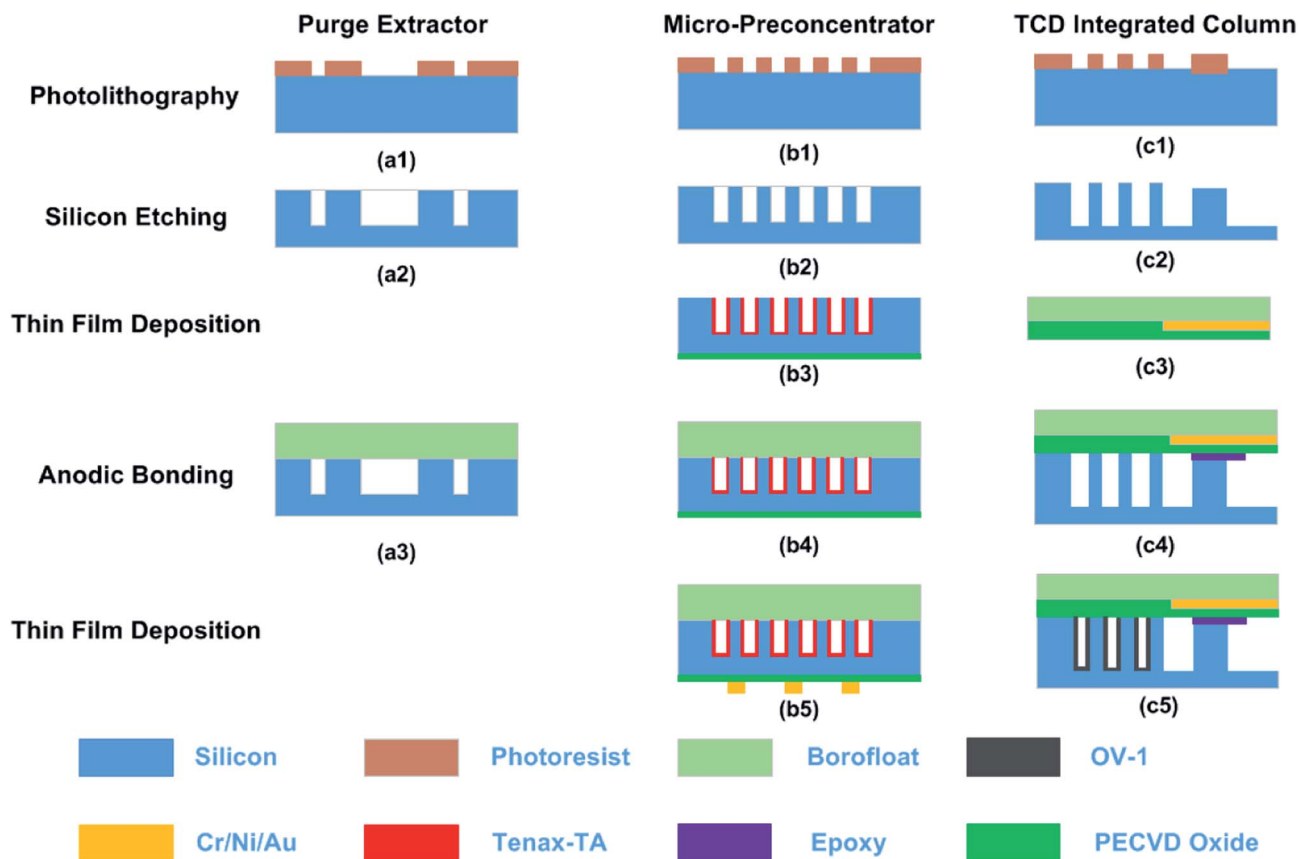 Purge Extractor Micro-Preconcentrator TCD Integrated Column
Photolithography
(a1) (b1) (c1)
Silicon Etching
(a2) (b2) (c2)
Thin Film Deposition
(b3) (c3)
Anodic Bonding
(a3) (b4) (c4)
Thin Film Deposition
(b5) (c5)
Silicon Photoresist Borofloat OV-1
Cr/Ni/Au Tenax-TA Epoxy PECVD Oxide